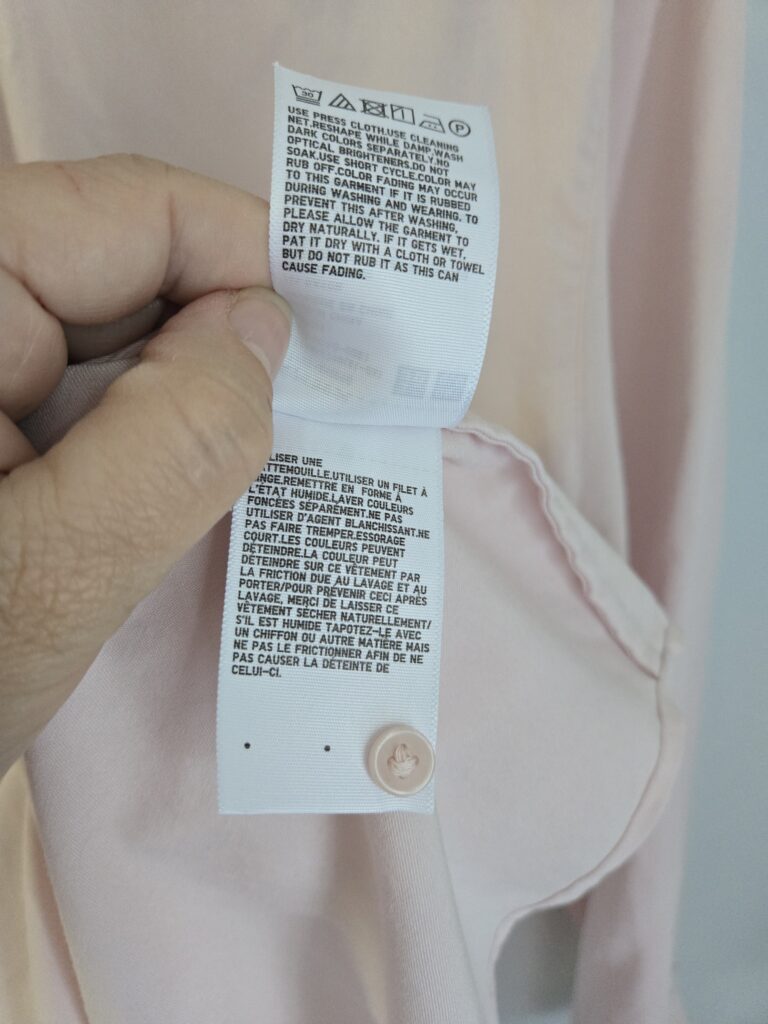 30 P
USE PRESS CLOTH.USE CLEANING
NET.RESHAPE WHILE DAMP.WASH
DARK COLORS SEPARATELY.NO
OPTICAL BRIGHTENERS.DO NOT
SOAK.USE SHORT CYCLE.COLOR MAY
RUB OFF.COLOR FADING MAY OCCUR
TO THIS GARMENT IF IT IS RUBBED
DURING WASHING AND WEARING. TO
PREVENT THIS AFTER WASHING,
PLEASE ALLOW THE GARMENT TO
DRY NATURALLY. IF IT GETS WET,
PAT IT DRY WITH A CLOTH OR TOWEL
BUT DO NOT RUB IT AS THIS CAN
CAUSE FADING.
UNE
UTILISER UN FILET À
REMETTRE EN FORME À
L'ÉTAT HUMIDE.LAVER COULEURS
FONCÉES SÉPARÉMENT.NE PAS
UTILISER D'AGENT BLANCHISSANT.NE
PAS FAIRE TREMPER.ESSORAGE
COURT.LES COULEURS PEUVENT
DÉTEINDRE.LA COULEUR PEUT
DÉTEINDRE SUR CE VÊTEMENT PAR
LA FRICTION DUE AU LAVAGE ET AU
PORTER/POUR PRÉVENIR CECI APRÈS
LAVAGE, MERCI DE LAISSER CE
VÊTEMENT SÉCHER NATURELLEMENT/
S'IL EST HUMIDE TAPOTEZ-LE AVEC
UN CHIFFON OU AUTRE MATIÈRE MAIS
NE PAS LE FRICTIONNER AFIN DE NE
PAS CAUSER LA DÉTEINTE DE
CELUI-CI.